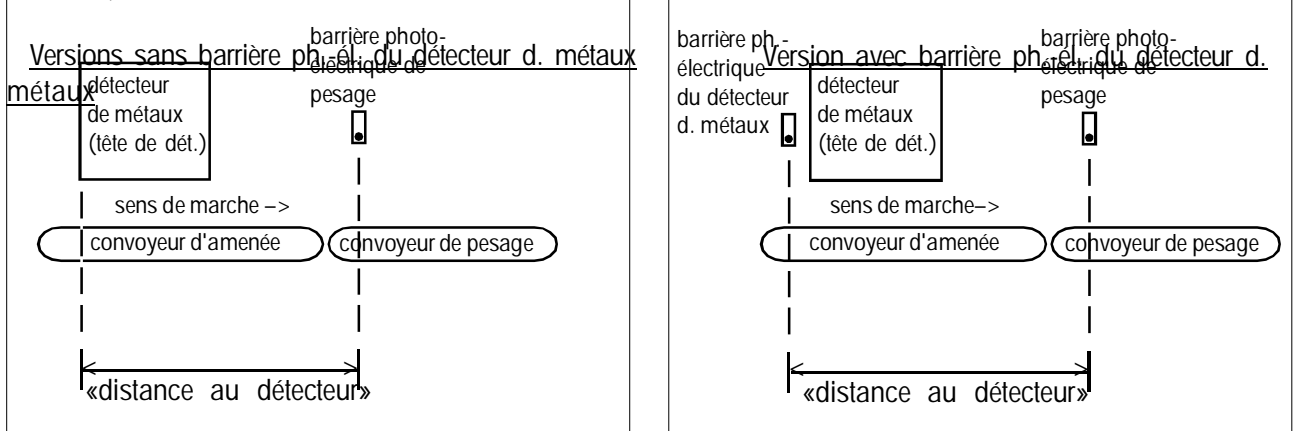 Versions sans barrière ph.-él. du détecteur d. métaux
métaux
barrière photo-
électrique de
pesage
détecteur
de métaux
(tête de dét.)
sens de marche –>
convoyeur d'amenée
convoyeur de pesage
«distance au détecteur»
Version avec barrière ph.-él. du détecteur d.
barrière ph.-
électrique
du détecteur
d. métaux
détecteur
de métaux
(tête de dét.)
barrière photo-
électrique de
pesage
sens de marche–>
convoyeur d'amenée
convoyeur de pesage
«distance au détecteur»